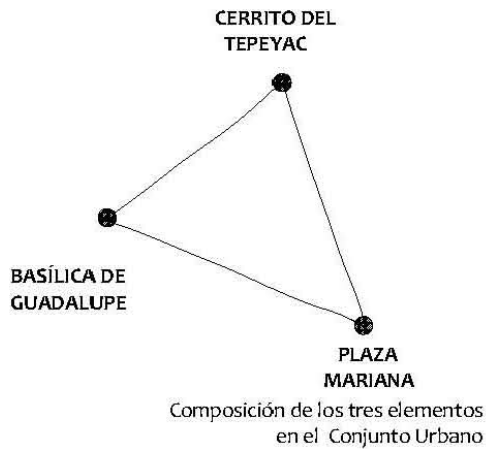 CERRITO DEL
TEPEYAC
BASÍLICA DE
GUADALUPE
PLAZA
MARIANA
Composición de los tres elementos
en el Conjunto Urbano